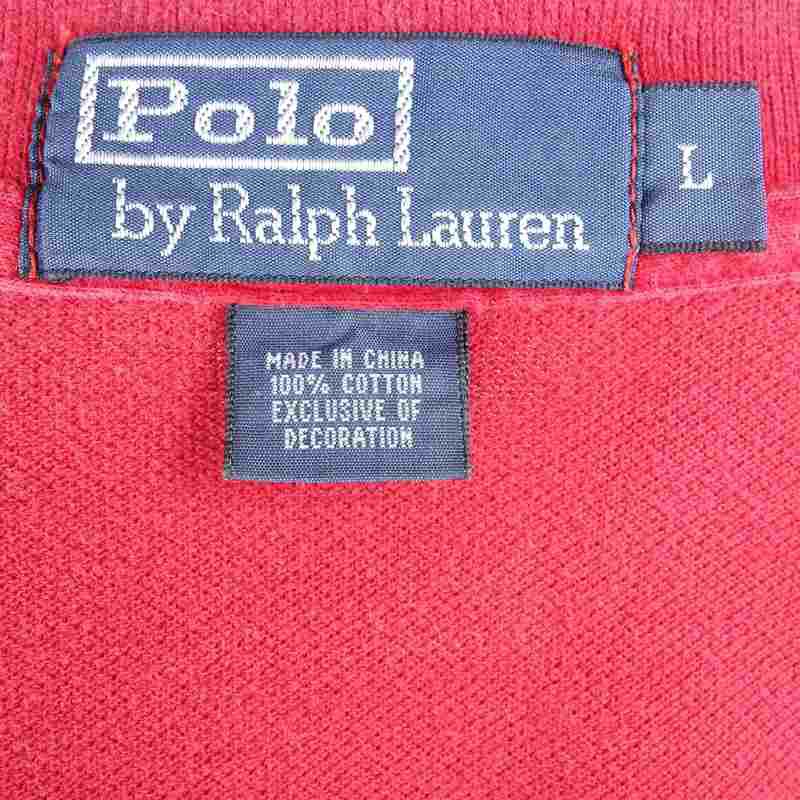 Polo
by Ralph Lauren
L
MADE IN CHINA
100% COTTON
EXCLUSIVE OF
DECORATION